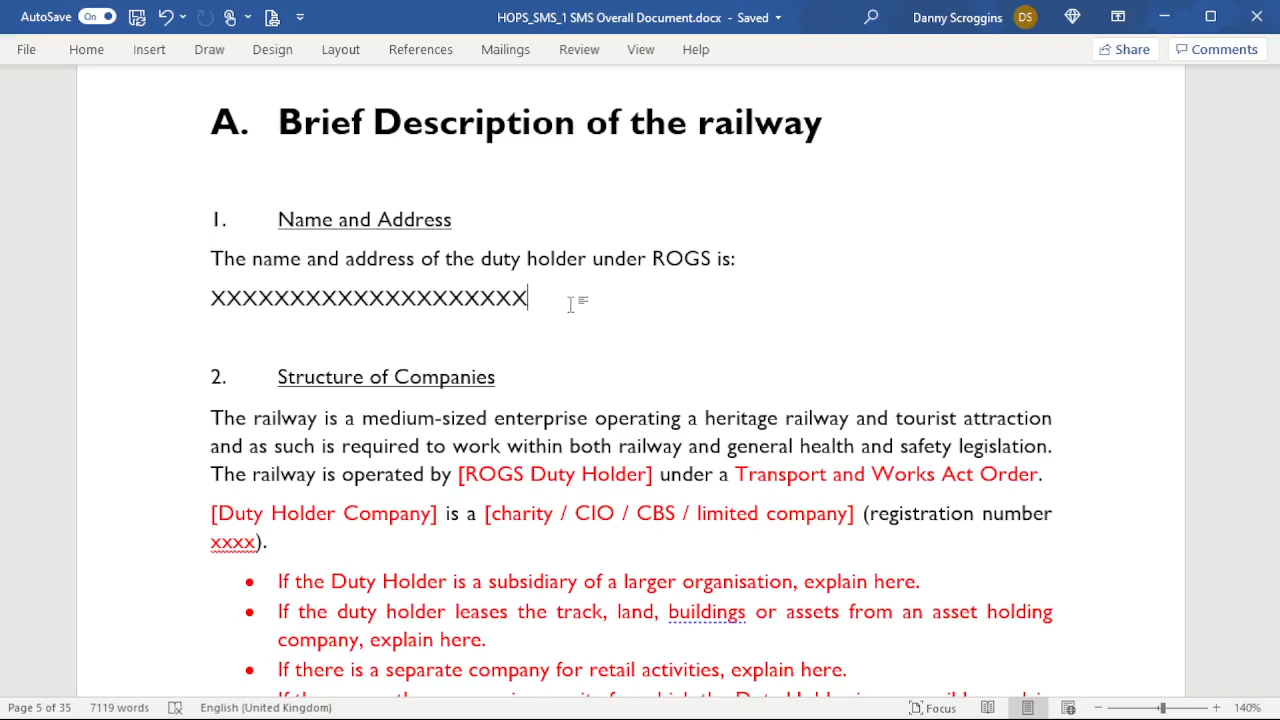 AutoSave On HOPS_SMS_1 SMS Overall Document.docx - Saved Danny Scroggins DS
File Home Insert Draw Design Layout References Mailings Review View Help Share Comments
A. Brief Description of the railway
1. Name and Address
The name and address of the duty holder under ROGS is:
XXXXXXXXXXXXXXXXXXXX
2. Structure of Companies
The railway is a medium-sized enterprise operating a heritage railway and tourist attraction
and as such is required to work within both railway and general health and safety legislation.
The railway is operated by [ROGS Duty Holder] under a Transport and Works Act Order.
[Duty Holder Company] is a [charity / CIO / CBS / limited company] (registration number
xxxx).
• If the Duty Holder is a subsidiary of a larger organisation, explain here.
• If the duty holder leases the track, land, buildings or assets from an asset holding
company, explain here.
• If there is a separate company for retail activities, explain here.
Page 5 of 35 7119 words English (United Kingdom) Focus 140%